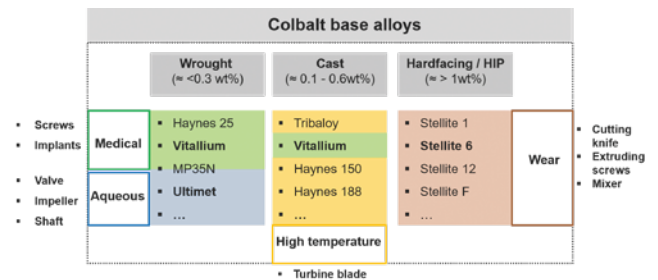 Colbalt base alloys
Wrought
(≈ <0.3 wt%)
Cast
(≈ 0.1 - 0.6wt%)
Hardfacing / HIP
(≈ > 1wt%)
▪ Screws
▪ Implants
▪ Valve
▪ Impeller
▪ Shaft
Medical
Aqueous
▪ Haynes 25
▪ Vitallium
▪ MP35N
▪ Ultimet
▪ ...
▪ Tribaloy
▪ Vitallium
▪ Haynes 150
▪ Haynes 188
▪ ...
▪ Stellite 1
▪ Stellite 6
▪ Stellite 12
▪ Stellite F
▪ ...
Wear
▪ Cutting
knife
▪ Extruding
screws
▪ Mixer
High temperature
▪ Turbine blade